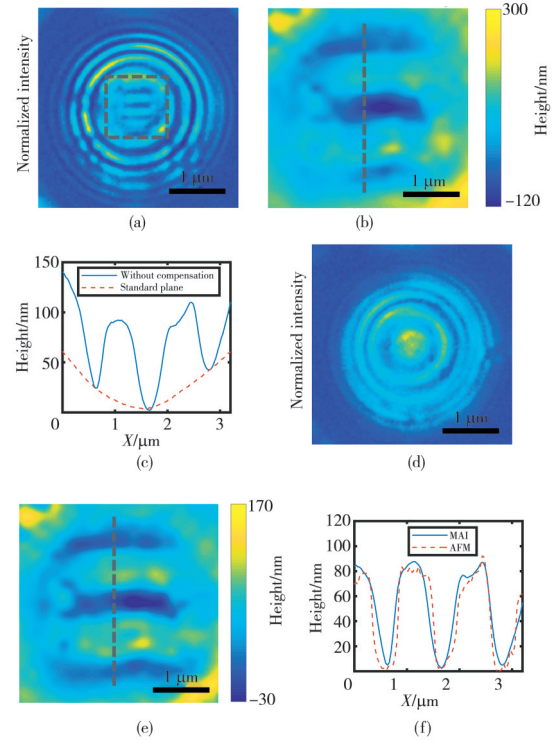 Normalized intensity
1 μm
(a)
1 μm
(b)
300
Height/nm
−120
150
100
50
0
1
2
3
Height/nm
X/μm
Without compensation
Standard plane
(c)
Normalized intensity
1 μm
(d)
1 μm
(e)
170
Height/nm
−30
120
100
80
60
40
20
0
1
2
3
Height/nm
X/μm
MAI
AFM
(f)